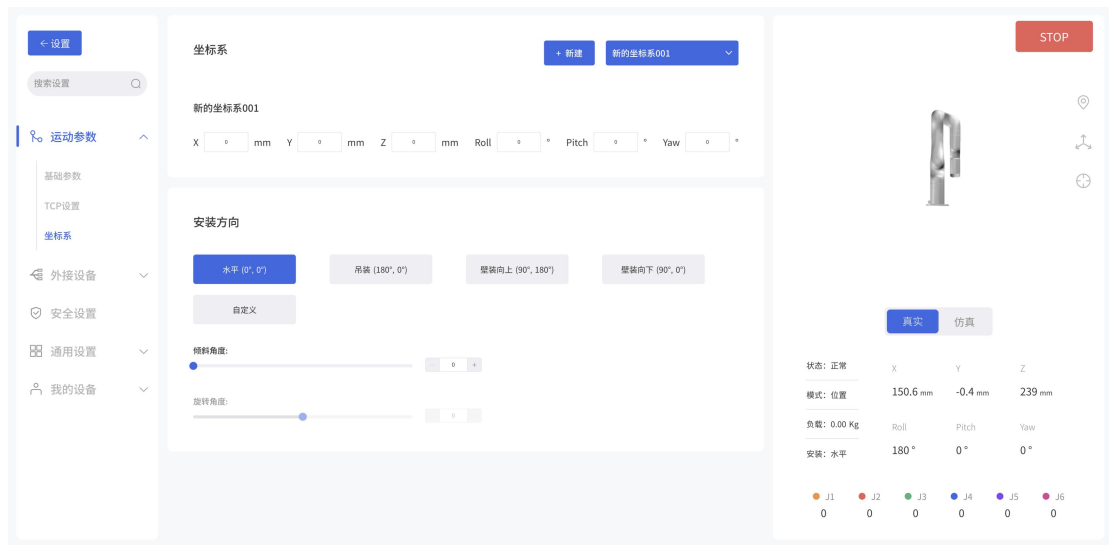 ← 设置
搜索设置
运动参数
基础参数
TCP设置
坐标系
外接设备
安全设置
通用设置
我的设备
坐标系
+ 新建
新的坐标系001
新的坐标系001
X 0 mm Y 0 mm Z 0 mm Roll 0 ° Pitch 0 ° Yaw 0 °
安装方向
水平 (0°, 0°) 吊装 (180°, 0°) 壁装向上 (90°, 180°) 壁装向下 (90°, 0°)
自定义
倾斜角度:
- 0 +
旋转角度:
0
STOP
真实 仿真
状态：正常
模式：位置
负载：0.00 Kg
安装：水平
X Y Z
150.6 mm -0.4 mm 239 mm
Roll Pitch Yaw
180 ° 0 ° 0 °
J1 J2 J3 J4 J5 J6
0 0 0 0 0 0